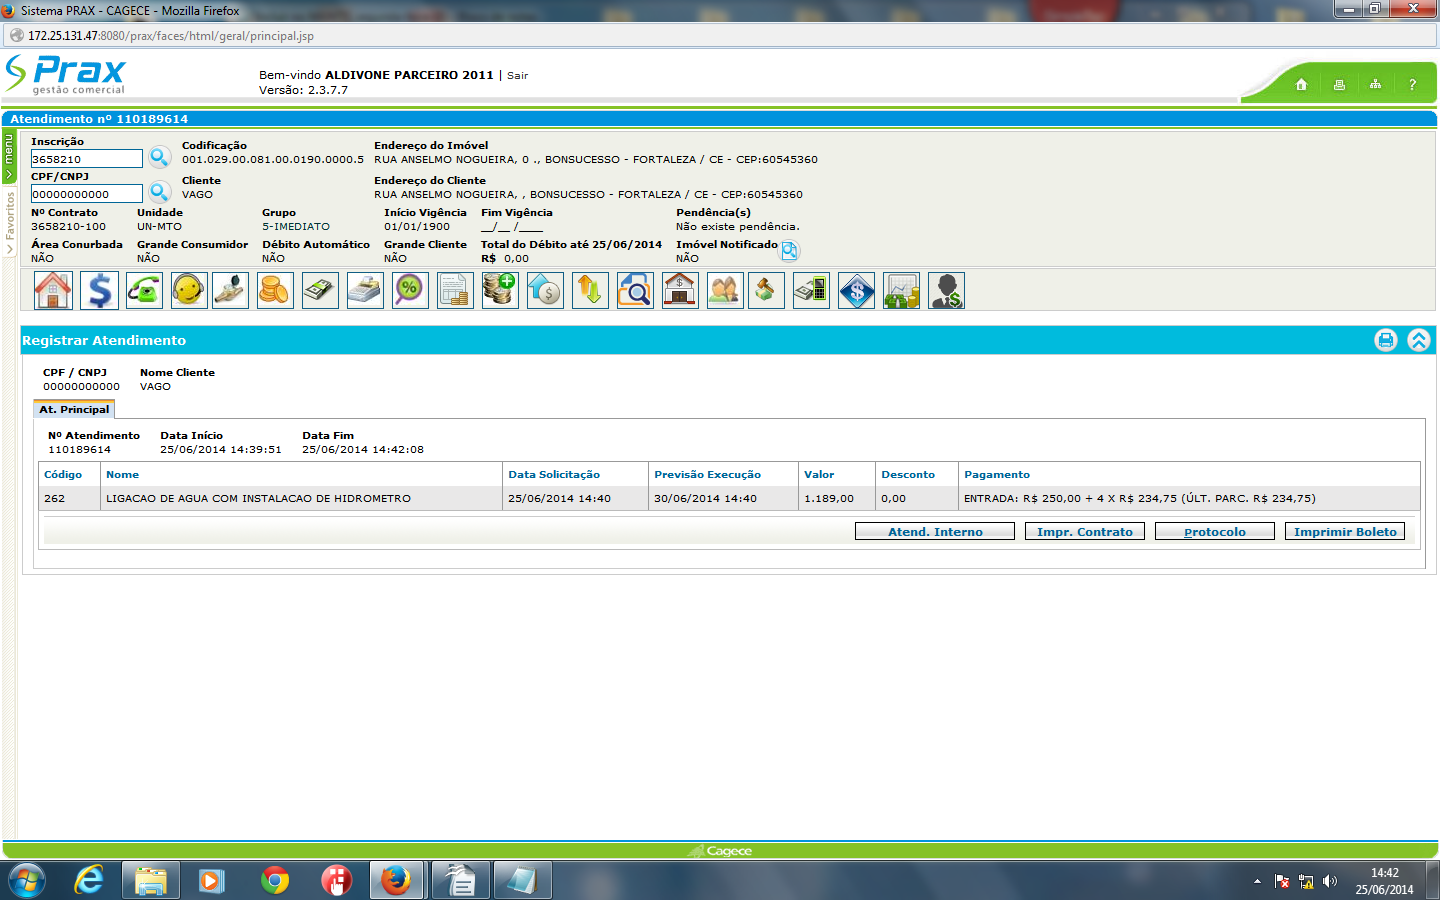 Sistema PRAX - CAGECE - Mozilla Firefox
172.25.131.47:8080/prax/faces/html/geral/principal.jsp
Prax
gestão comercial
Bem-vindo ALDIVONE PARCEIRO 2011 | Sair
Versão: 2.3.7.7
?
Atendimento nº 110189614
menu
Favoritos
Inscrição Codificação Endereço do Imóvel
3658210 001.029.00.081.00.0190.0000.5 RUA ANSELMO NOGUEIRA, 0 ., BONSUCESSO - FORTALEZA / CE - CEP:60545360
CPF/CNPJ Cliente Endereço do Cliente
00000000000 VAGO RUA ANSELMO NOGUEIRA, , BONSUCESSO - FORTALEZA / CE - CEP:60545360
Nº Contrato Unidade Grupo Início Vigência Fim Vigência Pendência(s)
3658210-100 UN-MTO 5-IMEDIATO 01/01/1900 __/__ /____ Não existe pendência.
Área Conurbada Grande Consumidor Débito Automático Grande Cliente Total do Débito até 25/06/2014 Imóvel Notificado
NÃO NÃO NÃO NÃO R$ 0,00 NÃO
Registrar Atendimento
CPF / CNPJ Nome Cliente
00000000000 VAGO
At. Principal
Nº Atendimento Data Início Data Fim
110189614 25/06/2014 14:39:51 25/06/2014 14:42:08
Código Nome Data Solicitação Previsão Execução Valor Desconto Pagamento
262 LIGACAO DE AGUA COM INSTALACAO DE HIDROMETRO 25/06/2014 14:40 30/06/2014 14:40 1.189,00 0,00 ENTRADA: R$ 250,00 + 4 X R$ 234,75 (ÚLT. PARC. R$ 234,75)
Atend. Interno Impr. Contrato Protocolo Imprimir Boleto
Cagece
14:42
25/06/2014